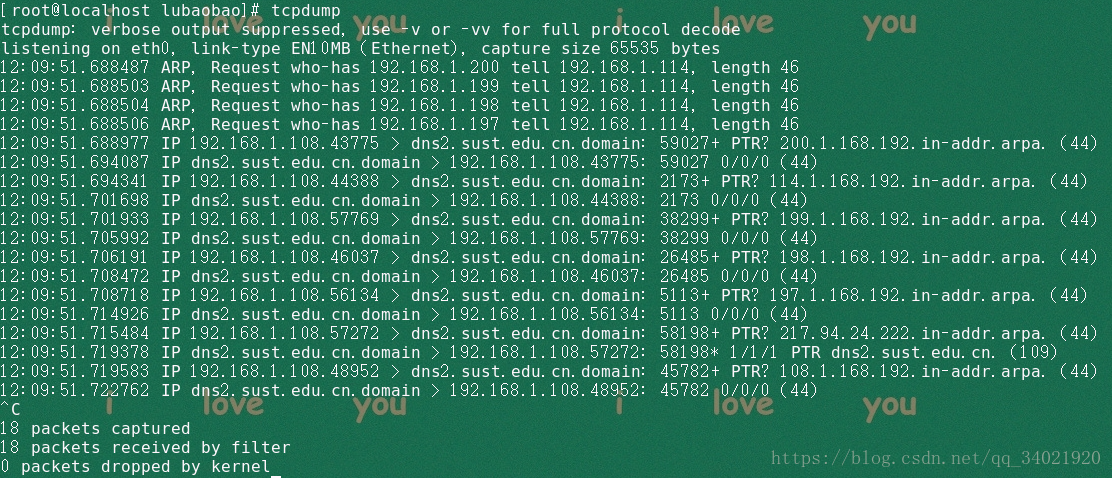 i love you i love you
[root@localhost lubaobao]# tcpdump
tcpdump: verbose output suppressed, use -v or -vv for full protocol decode
listening on eth0, link-type EN10MB (Ethernet), capture size 65535 bytes
12:09:51.688487 ARP, Request who-has 192.168.1.200 tell 192.168.1.114, length 46
12:09:51.688503 ARP, Request who-has 192.168.1.199 tell 192.168.1.114, length 46
12:09:51.688504 ARP, Request who-has 192.168.1.198 tell 192.168.1.114, length 46
12:09:51.688506 ARP, Request who-has 192.168.1.197 tell 192.168.1.114, length 46
12:09:51.688977 IP 192.168.1.108.43775 > dns2.sust.edu.cn.domain: 59027+ PTR? 200.1.168.192.in-addr.arpa. (44)
12:09:51.694087 IP dns2.sust.edu.cn.domain > 192.168.1.108.43775: 59027 0/0/0 (44)
12:09:51.694341 IP 192.168.1.108.44388 > dns2.sust.edu.cn.domain: 2173+ PTR? 114.1.168.192.in-addr.arpa. (44)
12:09:51.701698 IP dns2.sust.edu.cn.domain > 192.168.1.108.44388: 2173 0/0/0 (44)
12:09:51.701933 IP 192.168.1.108.57769 > dns2.sust.edu.cn.domain: 38299+ PTR? 199.1.168.192.in-addr.arpa. (44)
12:09:51.705992 IP dns2.sust.edu.cn.domain > 192.168.1.108.57769: 38299 0/0/0 (44)
12:09:51.706191 IP 192.168.1.108.46037 > dns2.sust.edu.cn.domain: 26485+ PTR? 198.1.168.192.in-addr.arpa. (44)
12:09:51.708472 IP dns2.sust.edu.cn.domain > 192.168.1.108.46037: 26485 0/0/0 (44)
12:09:51.708718 IP 192.168.1.108.56134 > dns2.sust.edu.cn.domain: 5113+ PTR? 197.1.168.192.in-addr.arpa. (44)
12:09:51.714926 IP dns2.sust.edu.cn.domain > 192.168.1.108.56134: 5113 0/0/0 (44)
12:09:51.715484 IP 192.168.1.108.57272 > dns2.sust.edu.cn.domain: 58198+ PTR? 217.94.24.222.in-addr.arpa. (44)
12:09:51.719378 IP dns2.sust.edu.cn.domain > 192.168.1.108.57272: 58198* 1/1/1 PTR dns2.sust.edu.cn. (109)
12:09:51.719583 IP 192.168.1.108.48952 > dns2.sust.edu.cn.domain: 45782+ PTR? 108.1.168.192.in-addr.arpa. (44)
12:09:51.722762 IP dns2.sust.edu.cn.domain > 192.168.1.108.48952: 45782 0/0/0 (44)
^C
i love you i love you
18 packets captured
18 packets received by filter
0 packets dropped by kernel
https://blog.csdn.net/qq_34021920